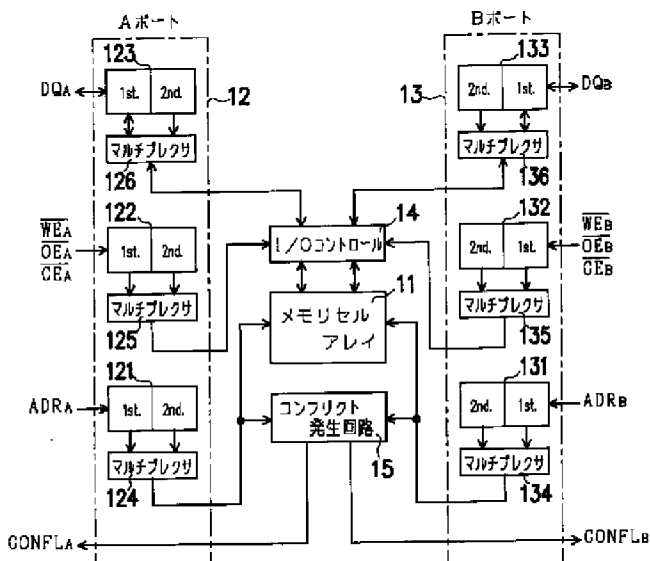 Aポート
Bポート
123
133
DQA
1st. 2nd.
12
13
2nd. 1st.
DQB
マルチプレクサ
マルチプレクサ
126
136
122
14
132
WEA
OEA
CEA
1st. 2nd.
I/Oコントロール
2nd. 1st.
WEB
OEB
CEB
11
マルチプレクサ
メモリセル
アレイ
マルチプレクサ
125
135
121
131
ADRA
1st. 2nd.
コンフリクト
発生回路
2nd. 1st.
ADRB
マルチプレクサ
15
マルチプレクサ
124
134
CONFLA
CONFLB